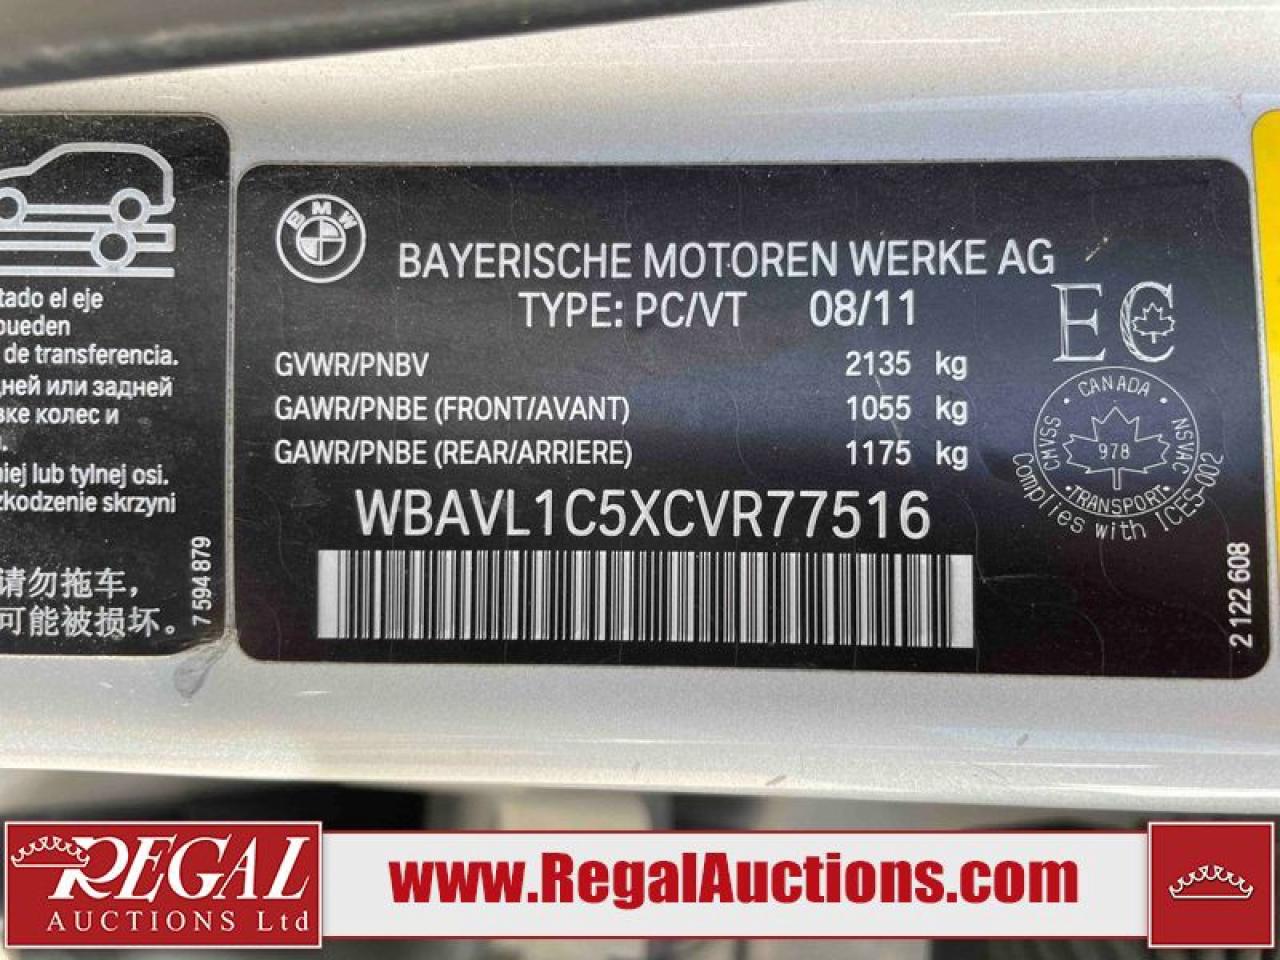 tado el eje
pueden
de transferencia.
дней или задней
вке колес и
niej lub tylnej osi.
zkodzenie skrzyni
请勿拖车，
可能被损坏。
7 594 879
BMW
BAYERISCHE MOTOREN WERKE AG
TYPE: PC/VT 08/11
GVWR/PNBV 2135 kg
GAWR/PNBE (FRONT/AVANT) 1055 kg
GAWR/PNBE (REAR/ARRIERE) 1175 kg
WBAVL1C5XCVR77516
EC
CANADA
CMVSS
978
NSVAC
TRANSPORT
Complies with ICES-002
2 122 608
REGAL
AUCTIONS Ltd
www.RegalAuctions.com